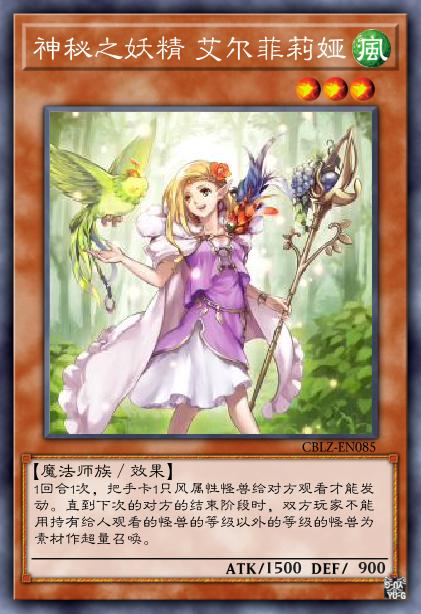 神秘之妖精 艾尔菲莉娅 風
CBLZ-EN085
【魔法师族／效果】
1回合1次，把手卡1只风属性怪兽给对方观看才能发
动。直到下次的对方的结束阶段时，双方玩家不能
用持有给人观看的怪兽的等级以外的等级的怪兽为
素材作超量召唤。
ATK/1500 DEF/ 900